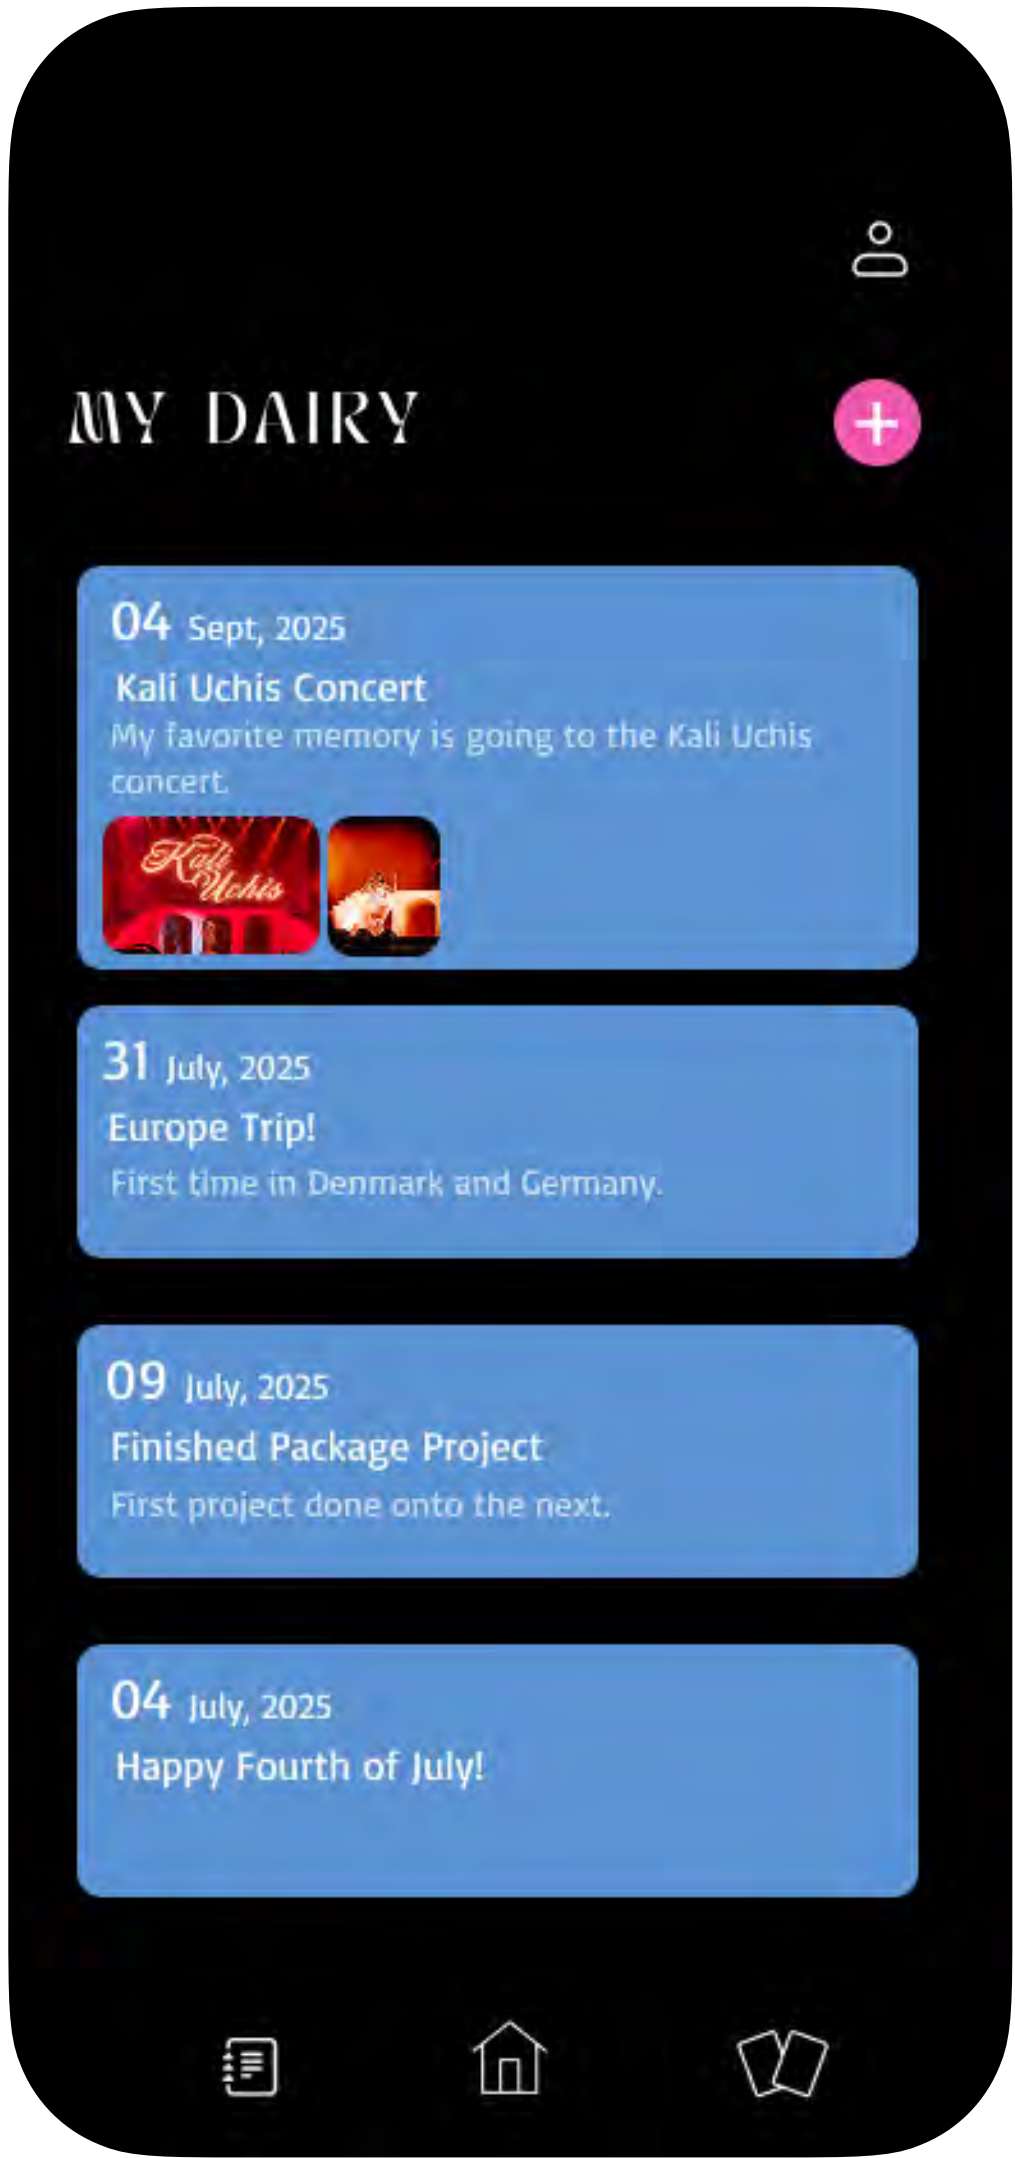 MY DAIRY
04 Sept, 2025
Kali Uchis Concert
My favorite memory is going to the Kali Uchis
concert.
Kali
Uchis
31 July, 2025
Europe Trip!
First time in Denmark and Germany.
09 July, 2025
Finished Package Project
First project done onto the next.
04 July, 2025
Happy Fourth of July!